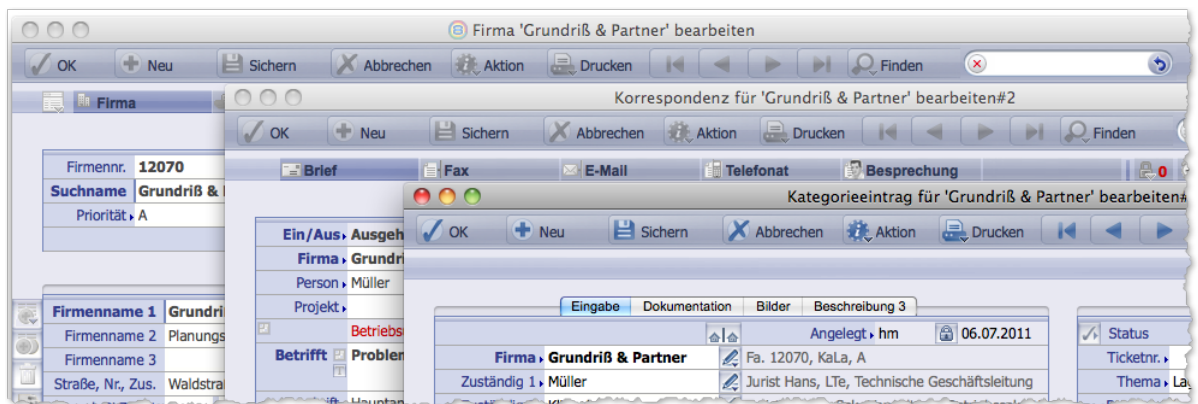 Firma 'Grundriß & Partner' bearbeiten
OK Neu Sichern Abbrechen Aktion Drucken Finden
Firma
Firmennr. 12070
Suchname Grundriß &
Priorität A
Firmenname 1 Grundri
Firmenname 2 Planungs
Firmenname 3
Straße, Nr., Zus. Waldstra
Korrespondenz für 'Grundriß & Partner' bearbeiten#2
OK Neu Sichern Abbrechen Aktion Drucken Finden
Brief Fax E-Mail Telefonat Besprechung 0
Ein/Aus Ausgeh
Firma Grundri
Person Müller
Projekt
Betriebs
Betrifft Problem
Kategorieeintrag für 'Grundriß & Partner' bearbeiten#
OK Neu Sichern Abbrechen Aktion Drucken
Eingabe Dokumentation Bilder Beschreibung 3
Angelegt hm 06.07.2011 Status
Firma Grundriß & Partner Fa. 12070, KaLa, A Ticketnr.
Zuständig 1 Müller Jurist Hans, LTe, Technische Geschäftsleitung Thema Lag